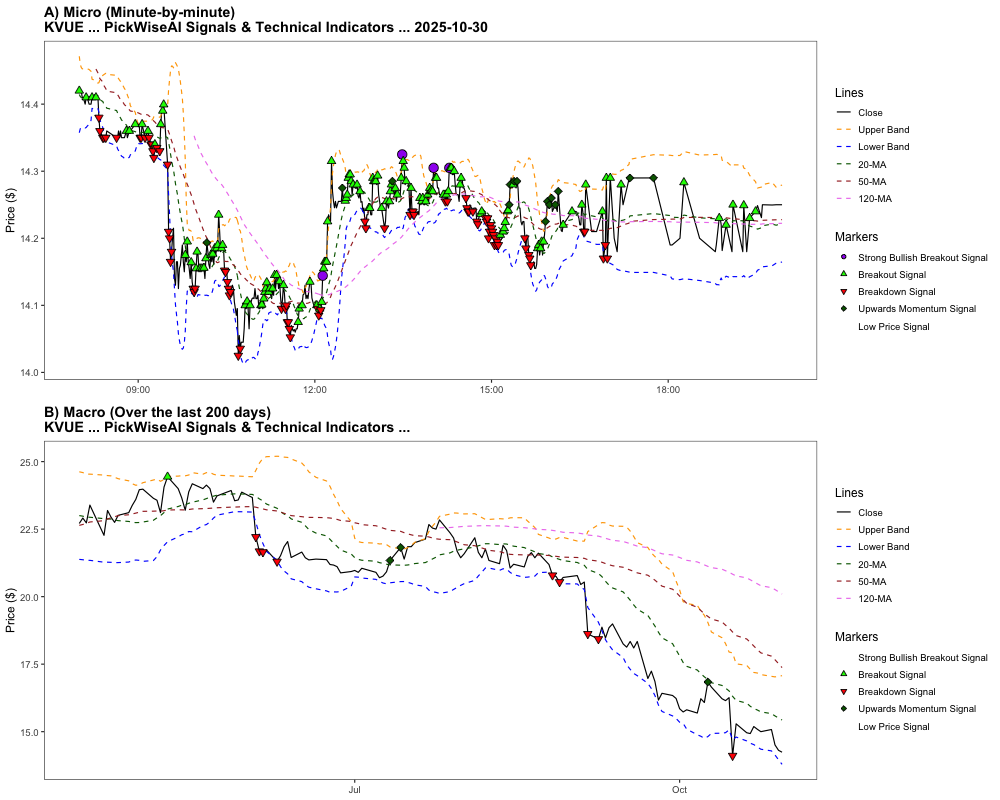 A) Micro (Minute-by-minute)
KVUE ... PickWiseAI Signals & Technical Indicators ... 2025-10-30
Price ($)
14.4
14.3
14.2
14.1
14.0
09:00
12:00
15:00
18:00
Lines
Close
Upper Band
Lower Band
20-MA
50-MA
120-MA
Markers
Strong Bullish Breakout Signal
Breakout Signal
Breakdown Signal
Upwards Momentum Signal
Low Price Signal
B) Macro (Over the last 200 days)
KVUE ... PickWiseAI Signals & Technical Indicators ...
Price ($)
25.0
22.5
20.0
17.5
15.0
Jul
Oct
Lines
Close
Upper Band
Lower Band
20-MA
50-MA
120-MA
Markers
Strong Bullish Breakout Signal
Breakout Signal
Breakdown Signal
Upwards Momentum Signal
Low Price Signal